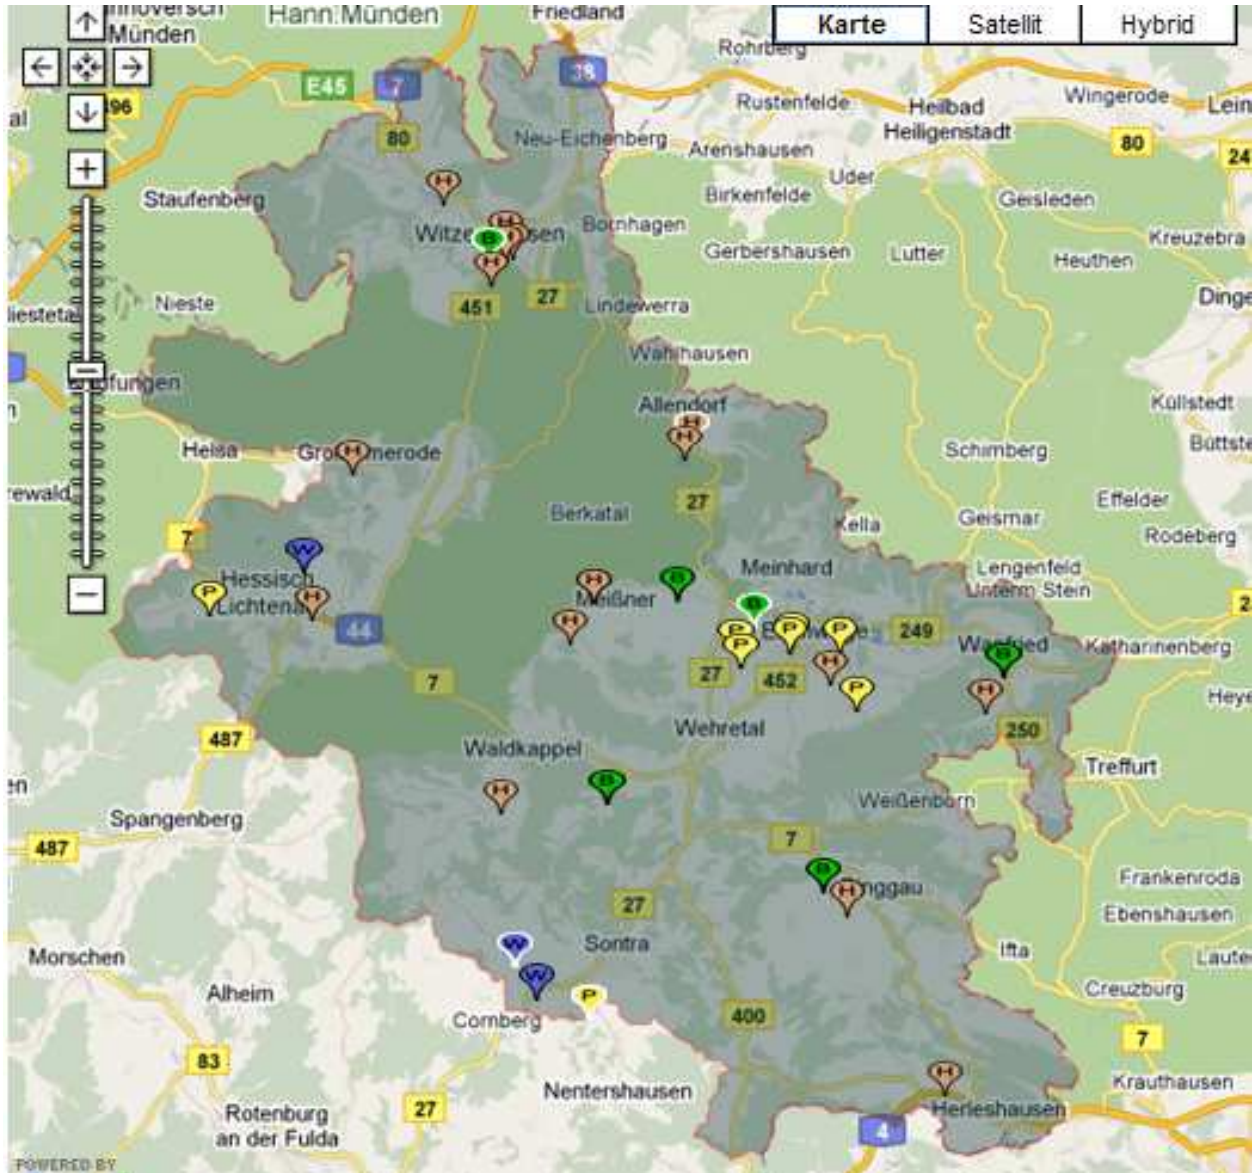 Hann. Münden
Friedland
Karte
Satellit
Hybrid
Münden
Rohrberg
7
38
E45
Rustenfelde
Heilbad
Heiligenstadt
Wingerode
80
Neu-Eichenberg
Arenshausen
80
Staufenberg
H
Birkenfelde
Uder
Geisleden
H
B
Bornhagen
Gerbershausen
Lutter
Kreuzebra
Heuthen
H
Nieste
451
27
Lindewerra
Wahlhausen
Allendorf
H
H
Küllstedt
Helsa
H
Schimberg
27
Effelder
Berkatal
Kella
Geismar
Rodeberg
7
W
Meinhard
Lengenfeld
Unterm Stein
Hessisch
P
H
H
Meißner
B
B
44
H
P
P
P
P
249
B
Katharinenberg
7
27
452
H
P
H
487
Wehretal
250
Waldkappel
Treffurt
H
B
Weißenborn
Spangenberg
487
7
B
H
Frankenroda
27
Ebenshausen
Morschen
W
Sontra
Ifta
W
P
Alheim
Creuzburg
Cornberg
400
7
83
H
Nentershausen
Krauthausen
27
Rotenburg
an der Fulda
Herleshausen
4
POWERED BY